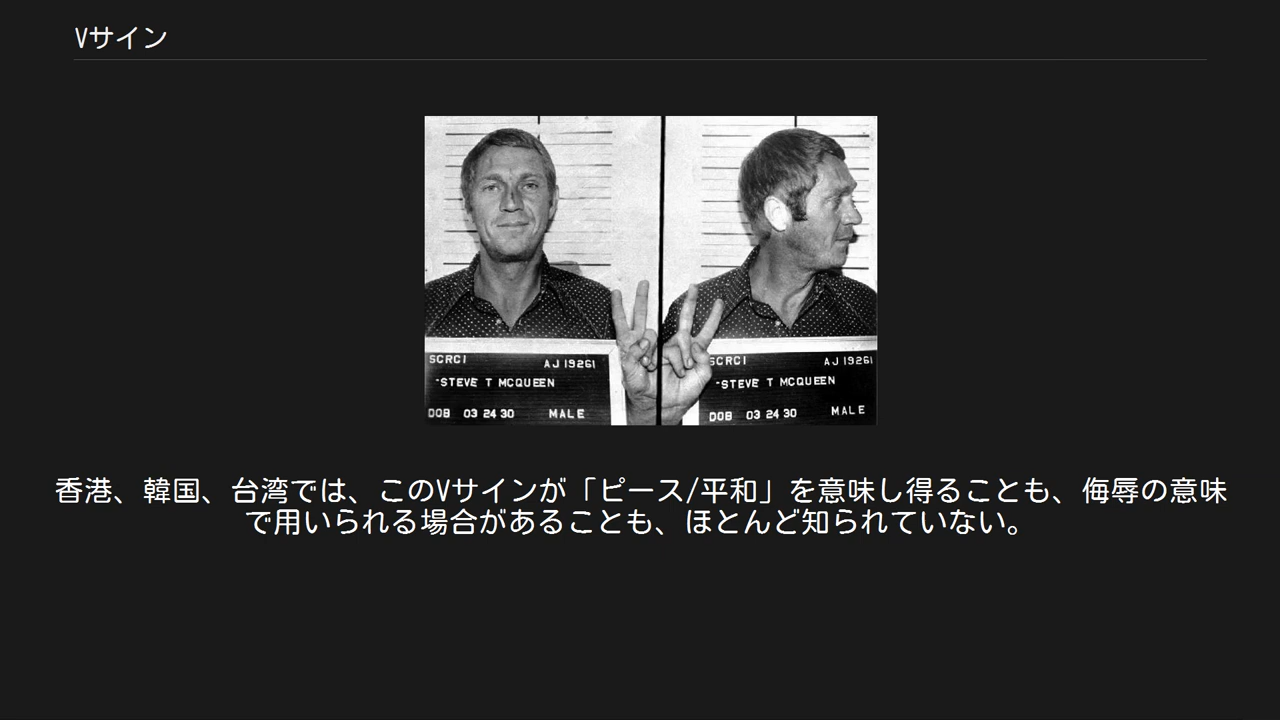 Vサイン
SCRCI AJ 19261
-STEVE T MCQUEEN
DOB 03 24 30 MALE
SCRCI AJ 19261
-STEVE T MCQUEEN
DOB 03 24 30 MALE
香港、韓国、台湾では、このVサインが「ピース/平和」を意味し得ることも、侮辱の意味
で用いられる場合があることも、ほとんど知られていない。